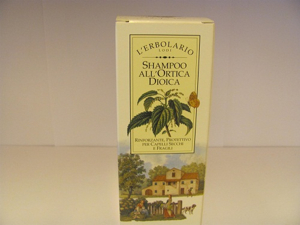 L'ERBOLARIO
LODI
SHAMPOO
ALL'ORTICA
DIOICA
RINFORZANTE, PROTETTIVO
PER CAPELLI SECCHI
E FRAGILI